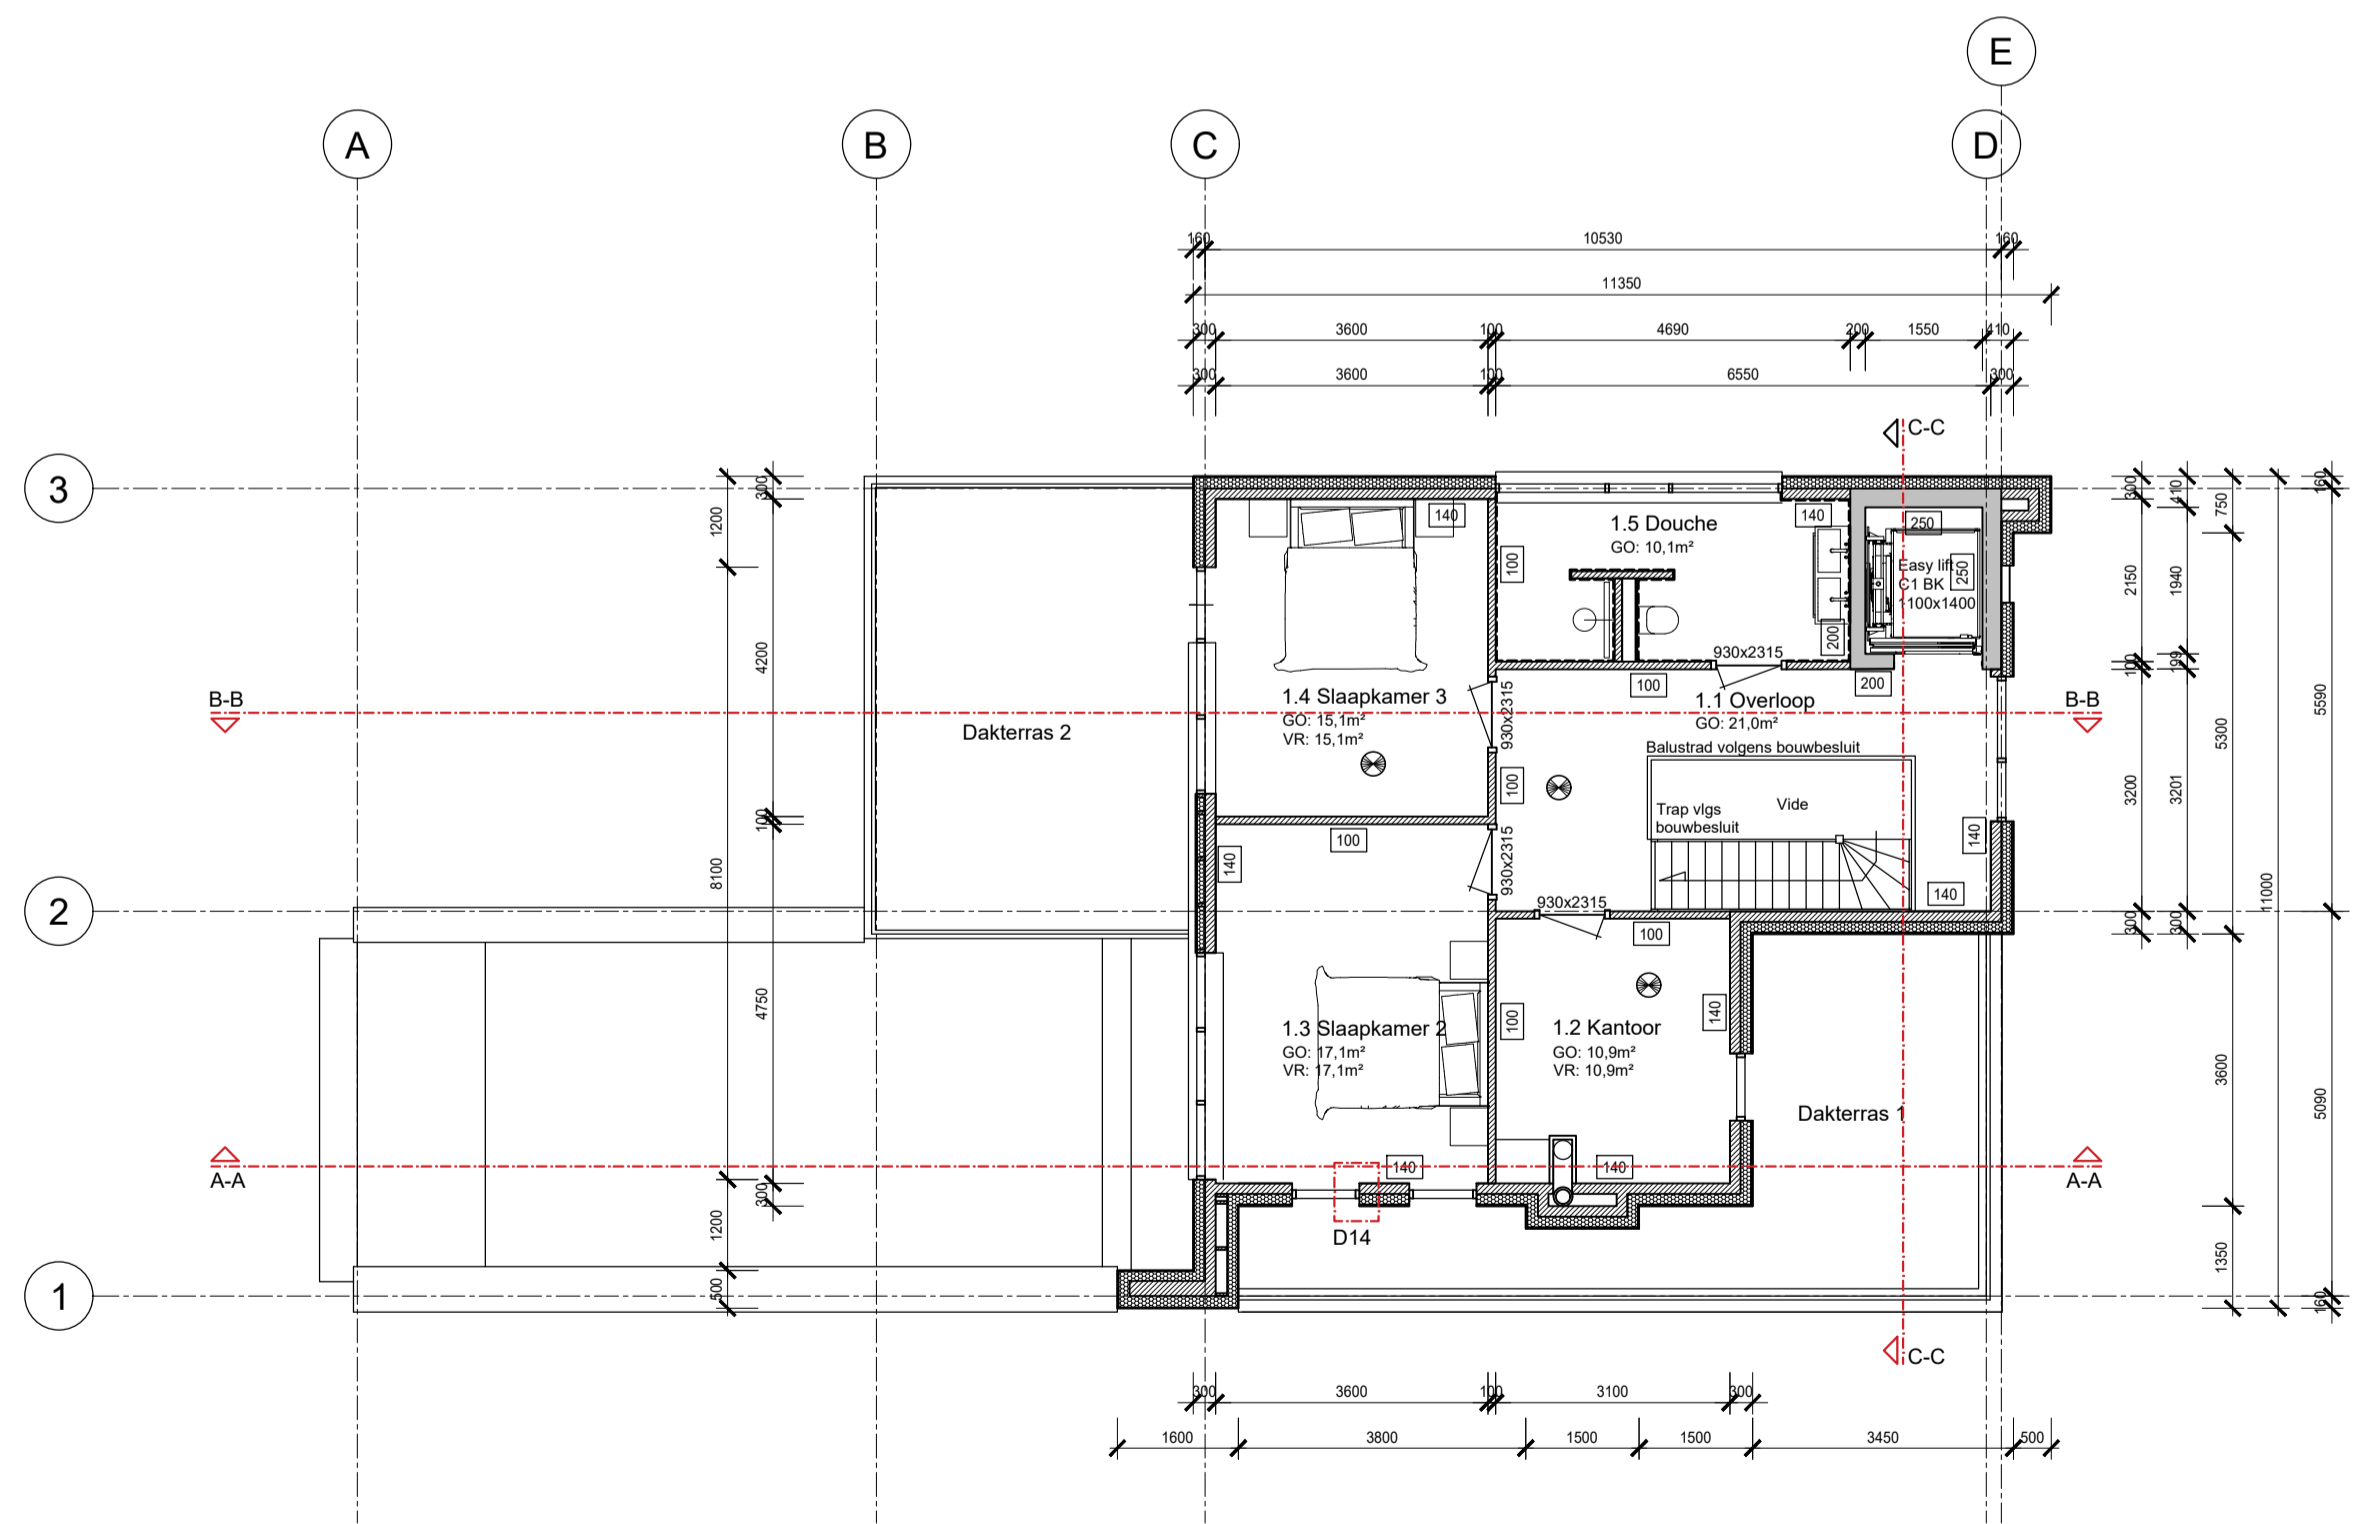 E
A
B
C
D
160
10530
160
11350
300
3600
100
4690
200
1550
410
300
3600
100
6550
300
C-C
3
2
1
300
1200
4200
100
8100
4750
300
1200
500
B-B
B-B
A-A
A-A
Dakterras 2
140
1.5 Douche
GO: 10,1m²
140
100
250
250
Easy lift
C1 BK
1100x1400
200
930x2315
100
200
1.4 Slaapkamer 3
GO: 15,1m²
VR: 15,1m²
930x2315
1.1 Overloop
GO: 21,0m²
Balustrad volgens bouwbesluit
100
Trap vlgs
bouwbesluit
Vide
140
140
100
140
930x2315
930x2315
100
1.3 Slaapkamer 2
GO: 17,1m²
VR: 17,1m²
100
1.2 Kantoor
GO: 10,9m²
VR: 10,9m²
140
Dakterras 1
140
140
D14
C-C
300
410
750
160
2150
1940
100
199
5590
5300
3200
3201
11000
300
300
3600
5090
1350
160
300
3600
100
3100
300
1600
3800
1500
1500
3450
500